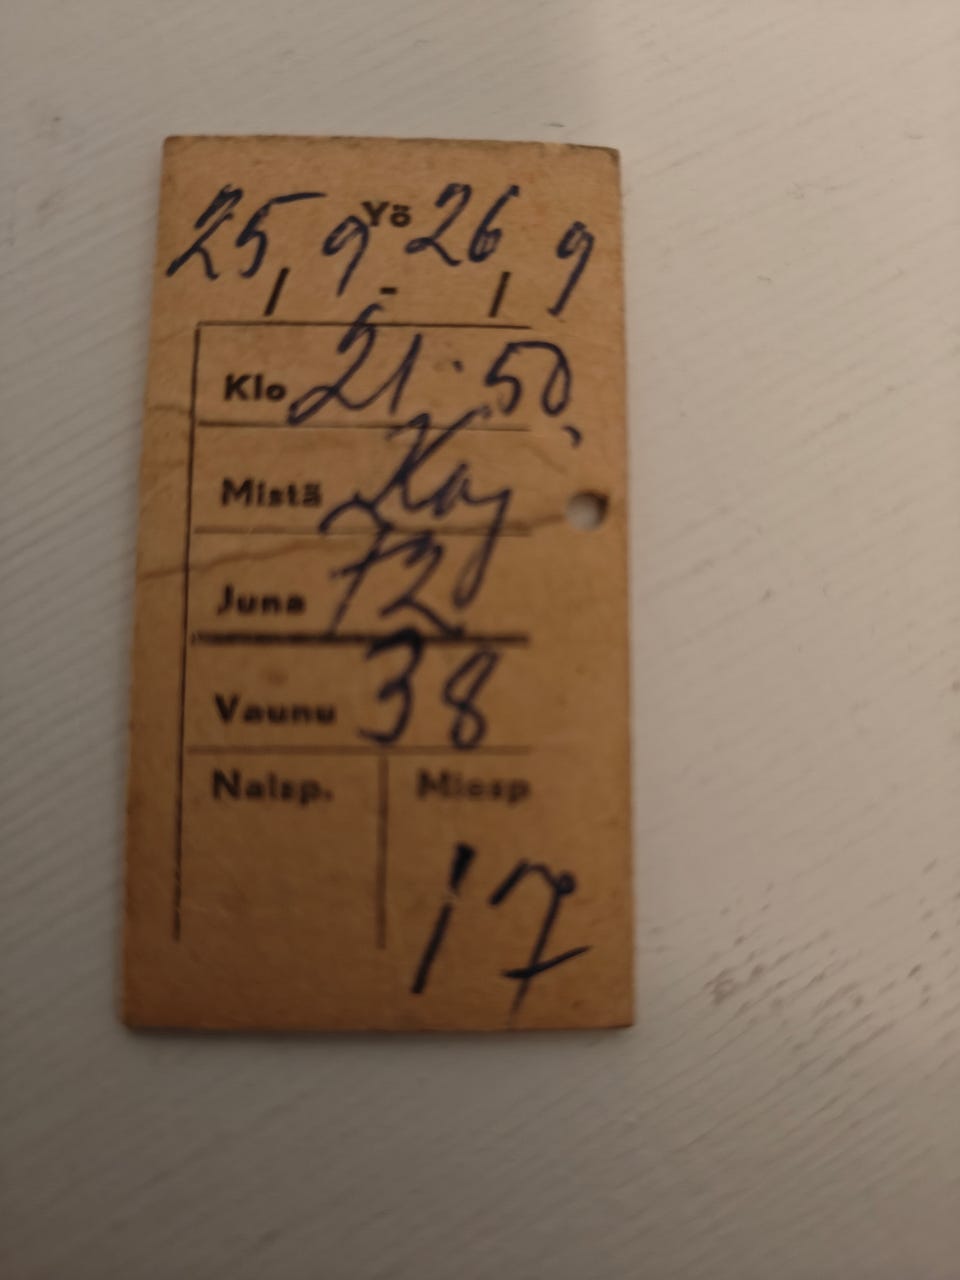 Yö
25/9 - 26/9
Klo 21.50
Mistä Kaj
Juna 72
Vaunu 38
Naisp. Miesp
17